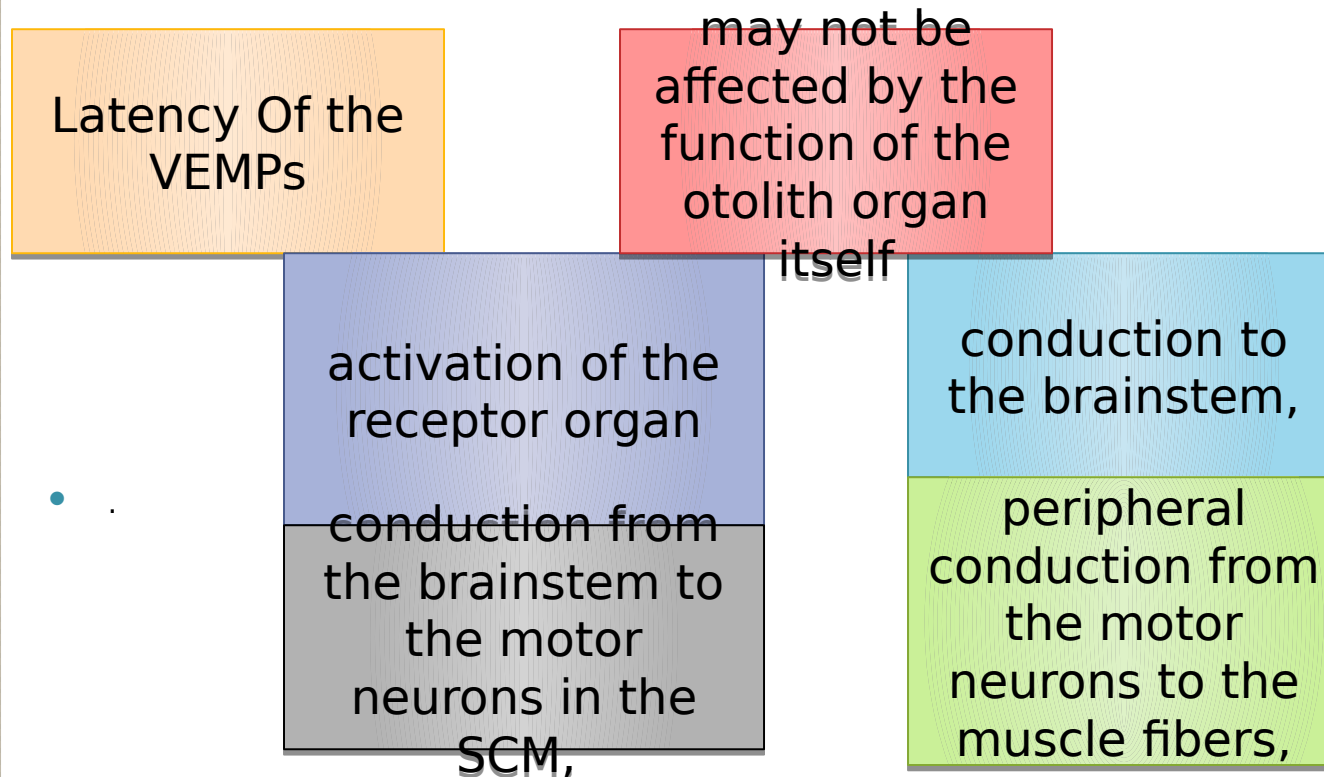 Latency Of the
VEMPs
may not be
affected by the
function of the
otolith organ
itself
activation of the
receptor organ
conduction to
the brainstem,
.
conduction from
the brainstem to
the motor
neurons in the
SCM,
peripheral
conduction from
the motor
neurons to the
muscle fibers,